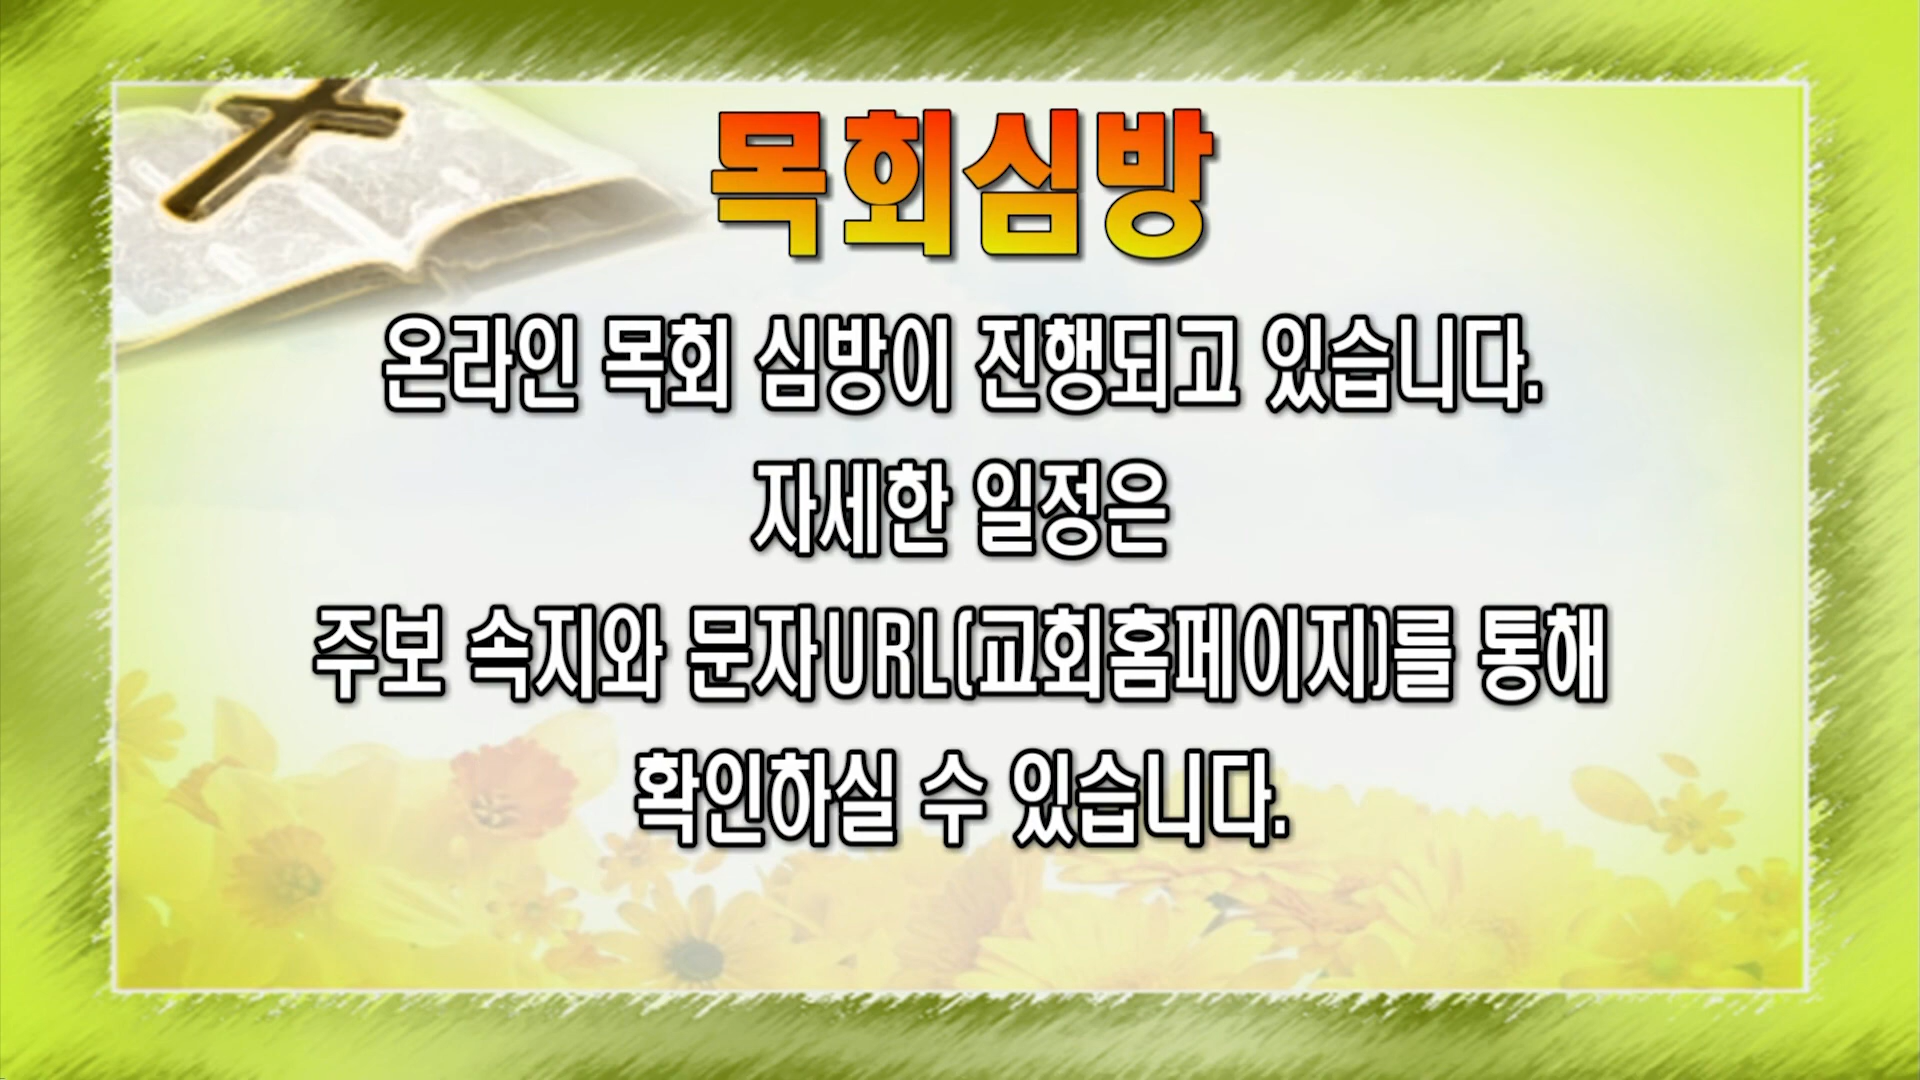 목회심방
온라인 목회 심방이 진행되고 있습니다.
자세한 일정은
주보 속지와 문자URL(교회홈페이지)를 통해
확인하실 수 있습니다.